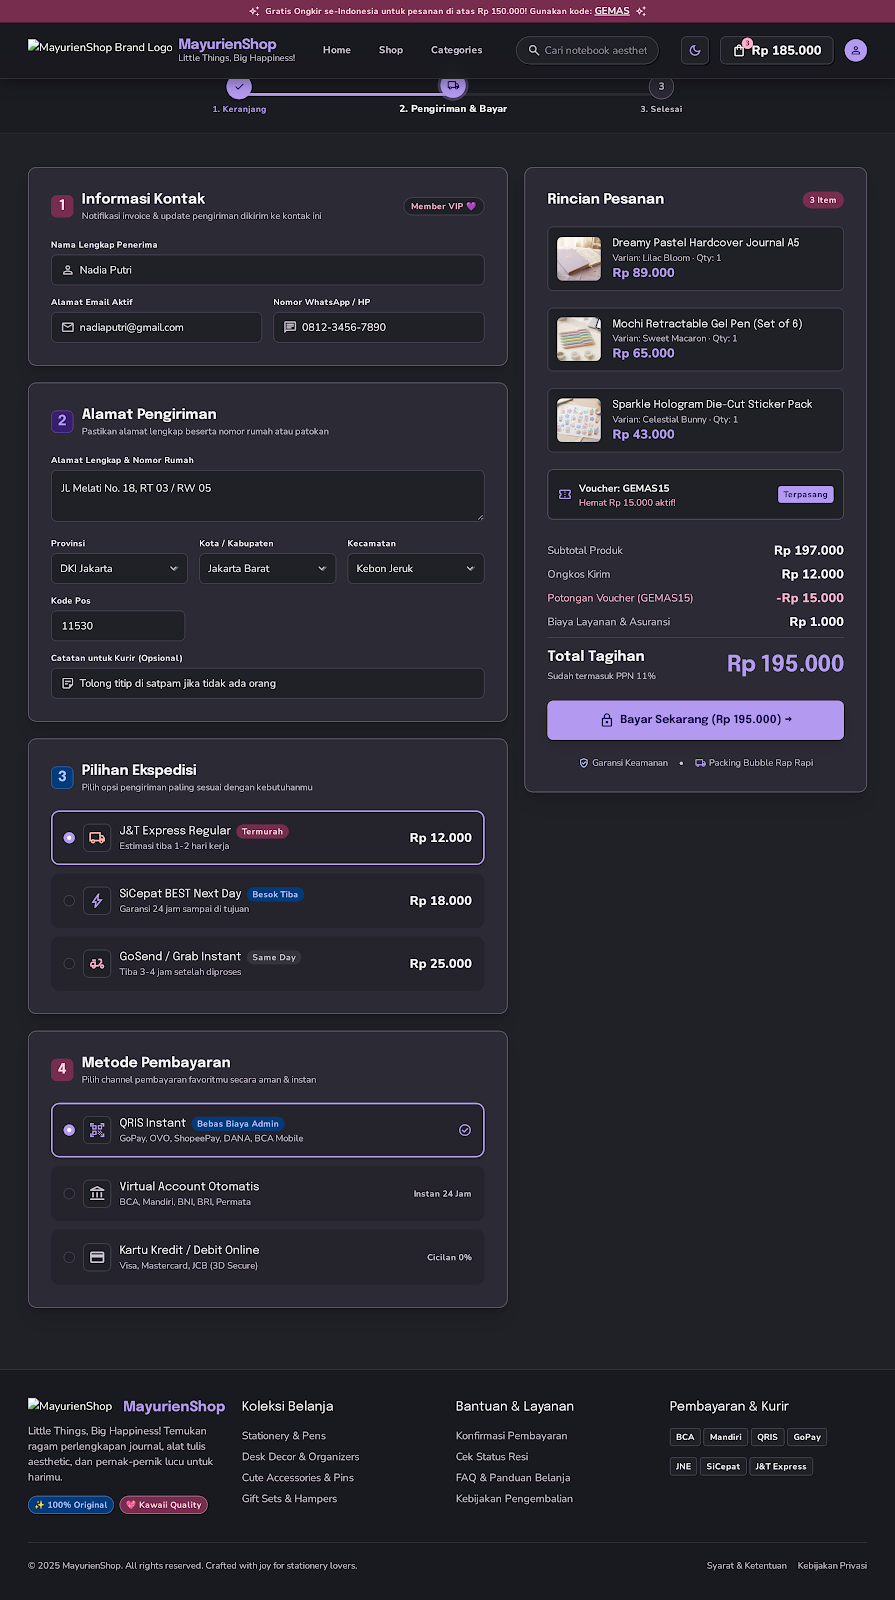 Gratis Ongkir se-Indonesia untuk pesanan di atas Rp 150.000! Gunakan kode: GEMAS
MayurienShop Brand Logo
MayurienShop
Little Things, Big Happiness!
Home
Shop
Categories
Cari notebook aesthet
Rp 185.000
1. Keranjang
2. Pengiriman & Bayar
3
3. Selesai
1
Informasi Kontak
Notifikasi invoice & update pengiriman dikirim ke kontak ini
Member VIP 💜
Nama Lengkap Penerima
Nadia Putri
Alamat Email Aktif
nadiaputri@gmail.com
Nomor WhatsApp / HP
0812-3456-7890
2
Alamat Pengiriman
Pastikan alamat lengkap beserta nomor rumah atau patokan
Alamat Lengkap & Nomor Rumah
Jl. Melati No. 18, RT 03 / RW 05
Provinsi
DKI Jakarta
Kota / Kabupaten
Jakarta Barat
Kecamatan
Kebon Jeruk
Kode Pos
11530
Catatan untuk Kurir (Opsional)
Tolong titip di satpam jika tidak ada orang
3
Pilihan Ekspedisi
Pilih opsi pengiriman paling sesuai dengan kebutuhanmu
J&T Express Regular Termurah
Estimasi tiba 1-2 hari kerja
Rp 12.000
SiCepat BEST Next Day Besok Tiba
Garansi 24 jam sampai di tujuan
Rp 18.000
GoSend / Grab Instant Same Day
Tiba 3-4 jam setelah diproses
Rp 25.000
4
Metode Pembayaran
Pilih channel pembayaran favoritmu secara aman & instan
QRIS Instant Bebas Biaya Admin
GoPay, OVO, ShopeePay, DANA, BCA Mobile
Virtual Account Otomatis
BCA, Mandiri, BNI, BRI, Permata
Instan 24 Jam
Kartu Kredit / Debit Online
Visa, Mastercard, JCB (3D Secure)
Cicilan 0%
Rincian Pesanan
3 Item
Dreamy Pastel Hardcover Journal A5
Varian: Lilac Bloom · Qty: 1
Rp 89.000
Mochi Retractable Gel Pen (Set of 6)
Varian: Sweet Macaron · Qty: 1
Rp 65.000
Sparkle Hologram Die-Cut Sticker Pack
Varian: Celestial Bunny · Qty: 1
Rp 43.000
Voucher: GEMAS15
Hemat Rp 15.000 aktif!
Terpasang
Subtotal Produk Rp 197.000
Ongkos Kirim Rp 12.000
Potongan Voucher (GEMAS15) -Rp 15.000
Biaya Layanan & Asuransi Rp 1.000
Total Tagihan
Sudah termasuk PPN 11%
Rp 195.000
Bayar Sekarang (Rp 195.000) →
Garansi Keamanan • Packing Bubble Rap Rapi
MayurienShop
MayurienShop
Little Things, Big Happiness! Temukan
ragam perlengkapan journal, alat tulis
aesthetic, dan pernak-pernik lucu untuk
harimu.
✨ 100% Original
💖 Kawaii Quality
Koleksi Belanja
Stationery & Pens
Desk Decor & Organizers
Cute Accessories & Pins
Gift Sets & Hampers
Bantuan & Layanan
Konfirmasi Pembayaran
Cek Status Resi
FAQ & Panduan Belanja
Kebijakan Pengembalian
Pembayaran & Kurir
BCA Mandiri QRIS GoPay
JNE SiCepat J&T Express
© 2025 MayurienShop. All rights reserved. Crafted with joy for stationery lovers.
Syarat & Ketentuan Kebijakan Privasi